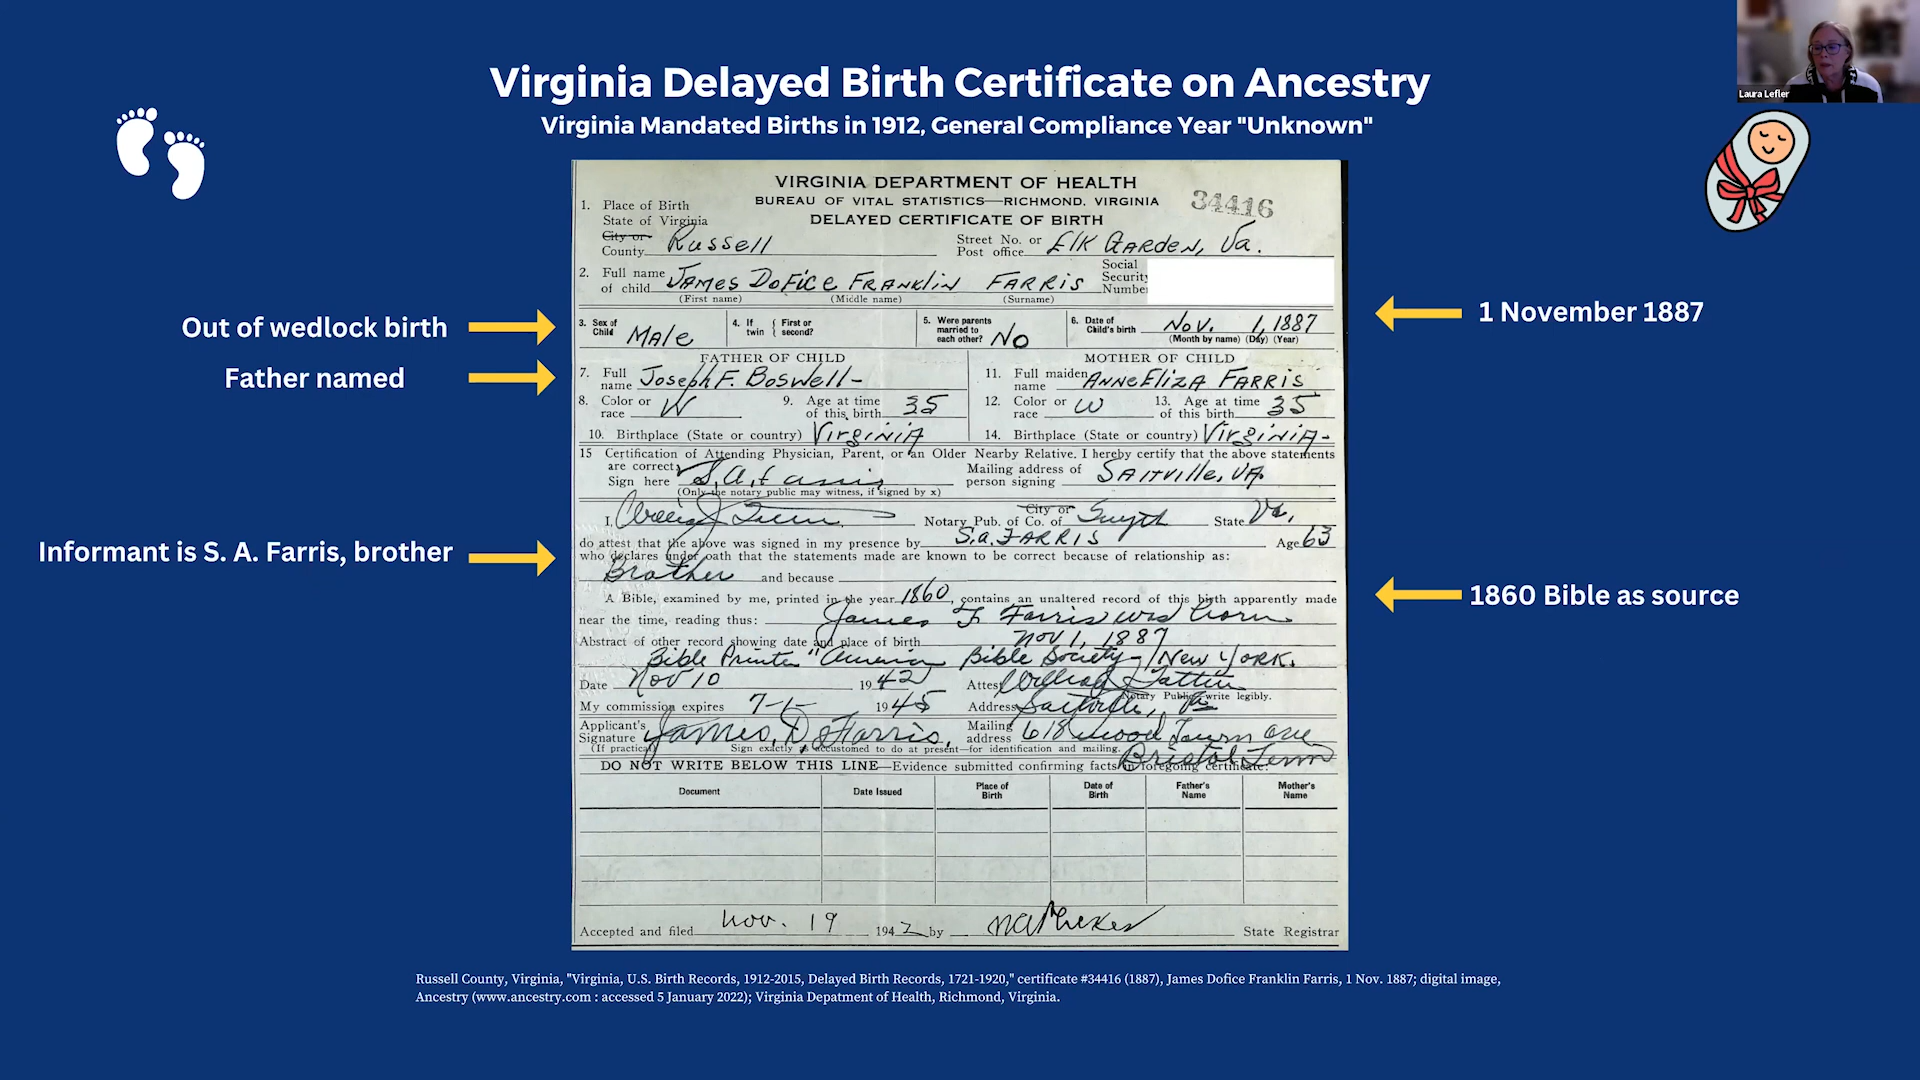 Virginia Delayed Birth Certificate on Ancestry
Virginia Mandated Births in 1912, General Compliance Year "Unknown"
Laura Lefler
VIRGINIA DEPARTMENT OF HEALTH
BUREAU OF VITAL STATISTICS—RICHMOND, VIRGINIA
DELAYED CERTIFICATE OF BIRTH
34416
1. Place of Birth
State of Virginia
City or
County Russell
Street No. or
Post office Elk Garden, Va.
2. Full name
of child James Dofice Franklin Farris
(First name) (Middle name) (Surname)
Social
Security
Number
3. Sex of
Child Male
4. If
twin
First or
second?
5. Were parents
married to
each other? No
6. Date of
Child's birth Nov. 1, 1887
(Month by name) (Day) (Year)
Out of wedlock birth
1 November 1887
FATHER OF CHILD
MOTHER OF CHILD
Father named
7. Full
name Joseph F. Boswell-
11. Full maiden
name Anne Eliza Farris
8. Color or
race W
9. Age at time
of this birth 35
12. Color or
race W
13. Age at time
of this birth 35
10. Birthplace (State or country) Virginia
14. Birthplace (State or country) Virginia-
15 Certification of Attending Physician, Parent, or an Older Nearby Relative. I hereby certify that the above statements
are correct;
Sign here S. A. Farris
(Only the notary public may witness, if signed by x)
Mailing address of
person signing Saltville, Va.
I, Notary Pub. of Co. of Smyth State Va.
City or
do attest that the above was signed in my presence by S.A. Farris Age 63
who declares under oath that the statements made are known to be correct because of relationship as:
Brother and because
Informant is S. A. Farris, brother
A Bible, examined by me, printed in the year 1860, contains an unaltered record of this birth apparently made
near the time, reading thus: James F Farris was born
1860 Bible as source
Abstract of other record showing date and place of birth Nov 1, 1887
Bible Printer "American Bible Society-New York.
Date Nov 10 1942 Attest
Notary Public write legibly.
My commission expires 7-1- 1945 Address Saltville, Va
Applicant's
Signature James D Farris,
(If practical) Sign exactly as accustomed to do at present—for identification and mailing.
Mailing
address 618
Bristol Tenn
DO NOT WRITE BELOW THIS LINE—Evidence submitted confirming facts in foregoing certificate:
Document Date Issued Place of Birth Date of Birth Father's Name Mother's Name
Accepted and filed Nov. 19 1942 by State Registrar
Russell County, Virginia, "Virginia, U.S. Birth Records, 1912-2015, Delayed Birth Records, 1721-1920," certificate #34416 (1887), James Dofice Franklin Farris, 1 Nov. 1887; digital image,
Ancestry (www.ancestry.com : accessed 5 January 2022); Virginia Depatment of Health, Richmond, Virginia.